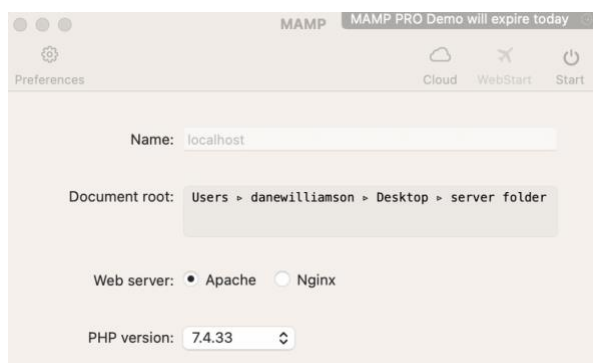 MAMP MAMP PRO Demo will expire today
Preferences Cloud WebStart Start
Name: localhost
Document root: Users ▹ danewilliamson ▹ Desktop ▹ server folder
Web server: Apache Nginx
PHP version: 7.4.33